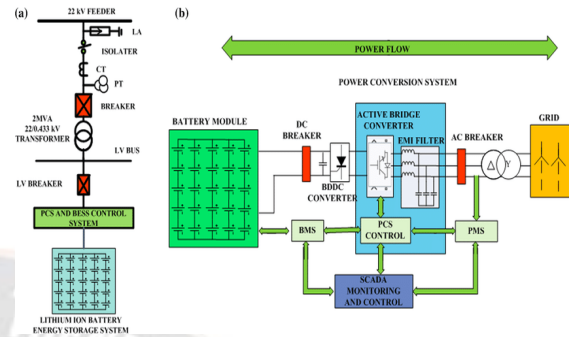 (a)
22 kV FEEDER
LA
ISOLATER
CT
PT
BREAKER
2MVA
22/0.433 kV
TRANSFORMER
LV BUS
LV BREAKER
PCS AND BESS CONTROL
SYSTEM
LITHIUM ION BATTERY
ENERGY STORAGE SYSTEM
(b)
POWER FLOW
POWER CONVERSION SYSTEM
BATTERY MODULE
DC
BREAKER
BDDC
CONVERTER
ACTIVE BRIDGE
CONVERTER
EMI FILTER
AC BREAKER
Δ
Y
GRID
BMS
PCS
CONTROL
PMS
SCADA
MONITORING
AND CONTROL